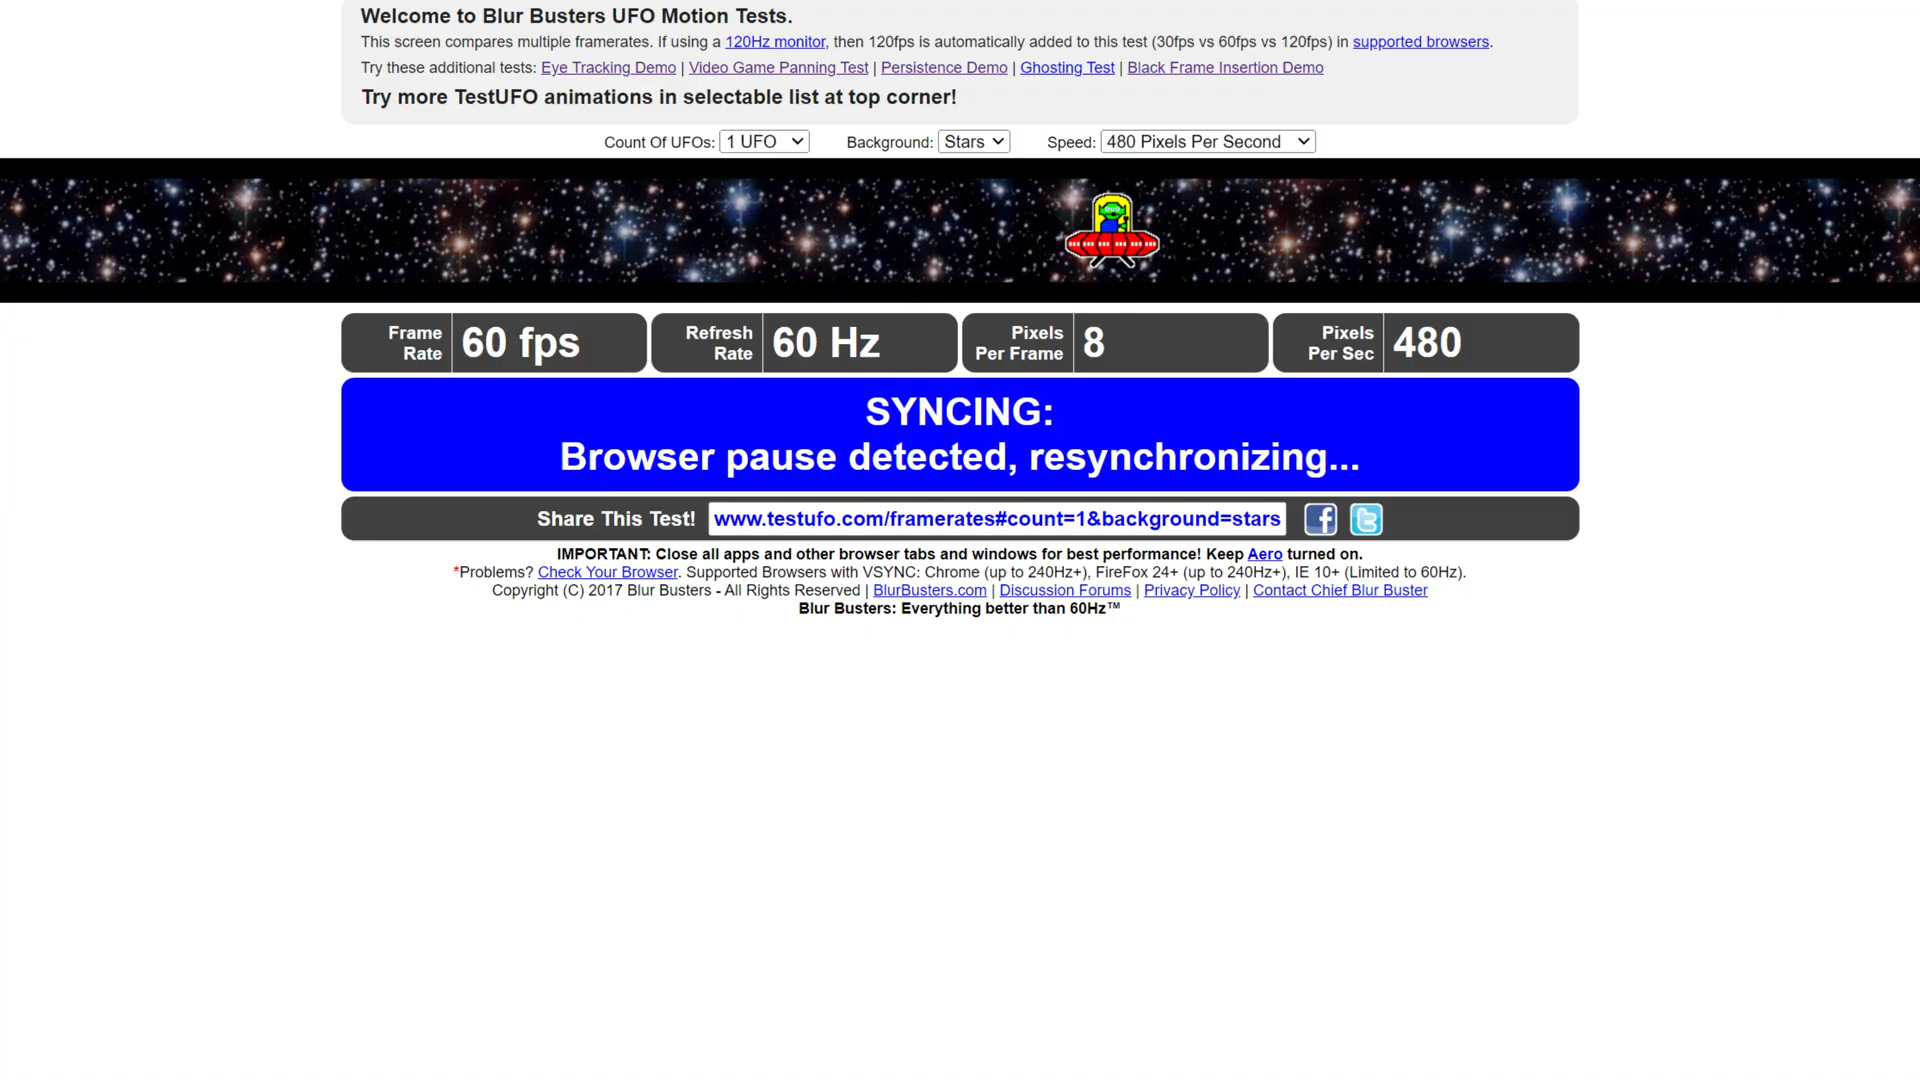 Welcome to Blur Busters UFO Motion Tests.
This screen compares multiple framerates. If using a 120Hz monitor, then 120fps is automatically added to this test (30fps vs 60fps vs 120fps) in supported browsers.
Try these additional tests: Eye Tracking Demo | Video Game Panning Test | Persistence Demo | Ghosting Test | Black Frame Insertion Demo
Try more TestUFO animations in selectable list at top corner!
Count Of UFOs: 1 UFO Background: Stars Speed: 480 Pixels Per Second
Frame Rate 60 fps Refresh Rate 60 Hz Pixels Per Frame 8 Pixels Per Sec 480
SYNCING:
Browser pause detected, resynchronizing...
Share This Test! www.testufo.com/framerates#count=1&background=stars
IMPORTANT: Close all apps and other browser tabs and windows for best performance! Keep Aero turned on.
*Problems? Check Your Browser. Supported Browsers with VSYNC: Chrome (up to 240Hz+), FireFox 24+ (up to 240Hz+), IE 10+ (Limited to 60Hz).
Copyright (C) 2017 Blur Busters - All Rights Reserved | BlurBusters.com | Discussion Forums | Privacy Policy | Contact Chief Blur Buster
Blur Busters: Everything better than 60Hz™